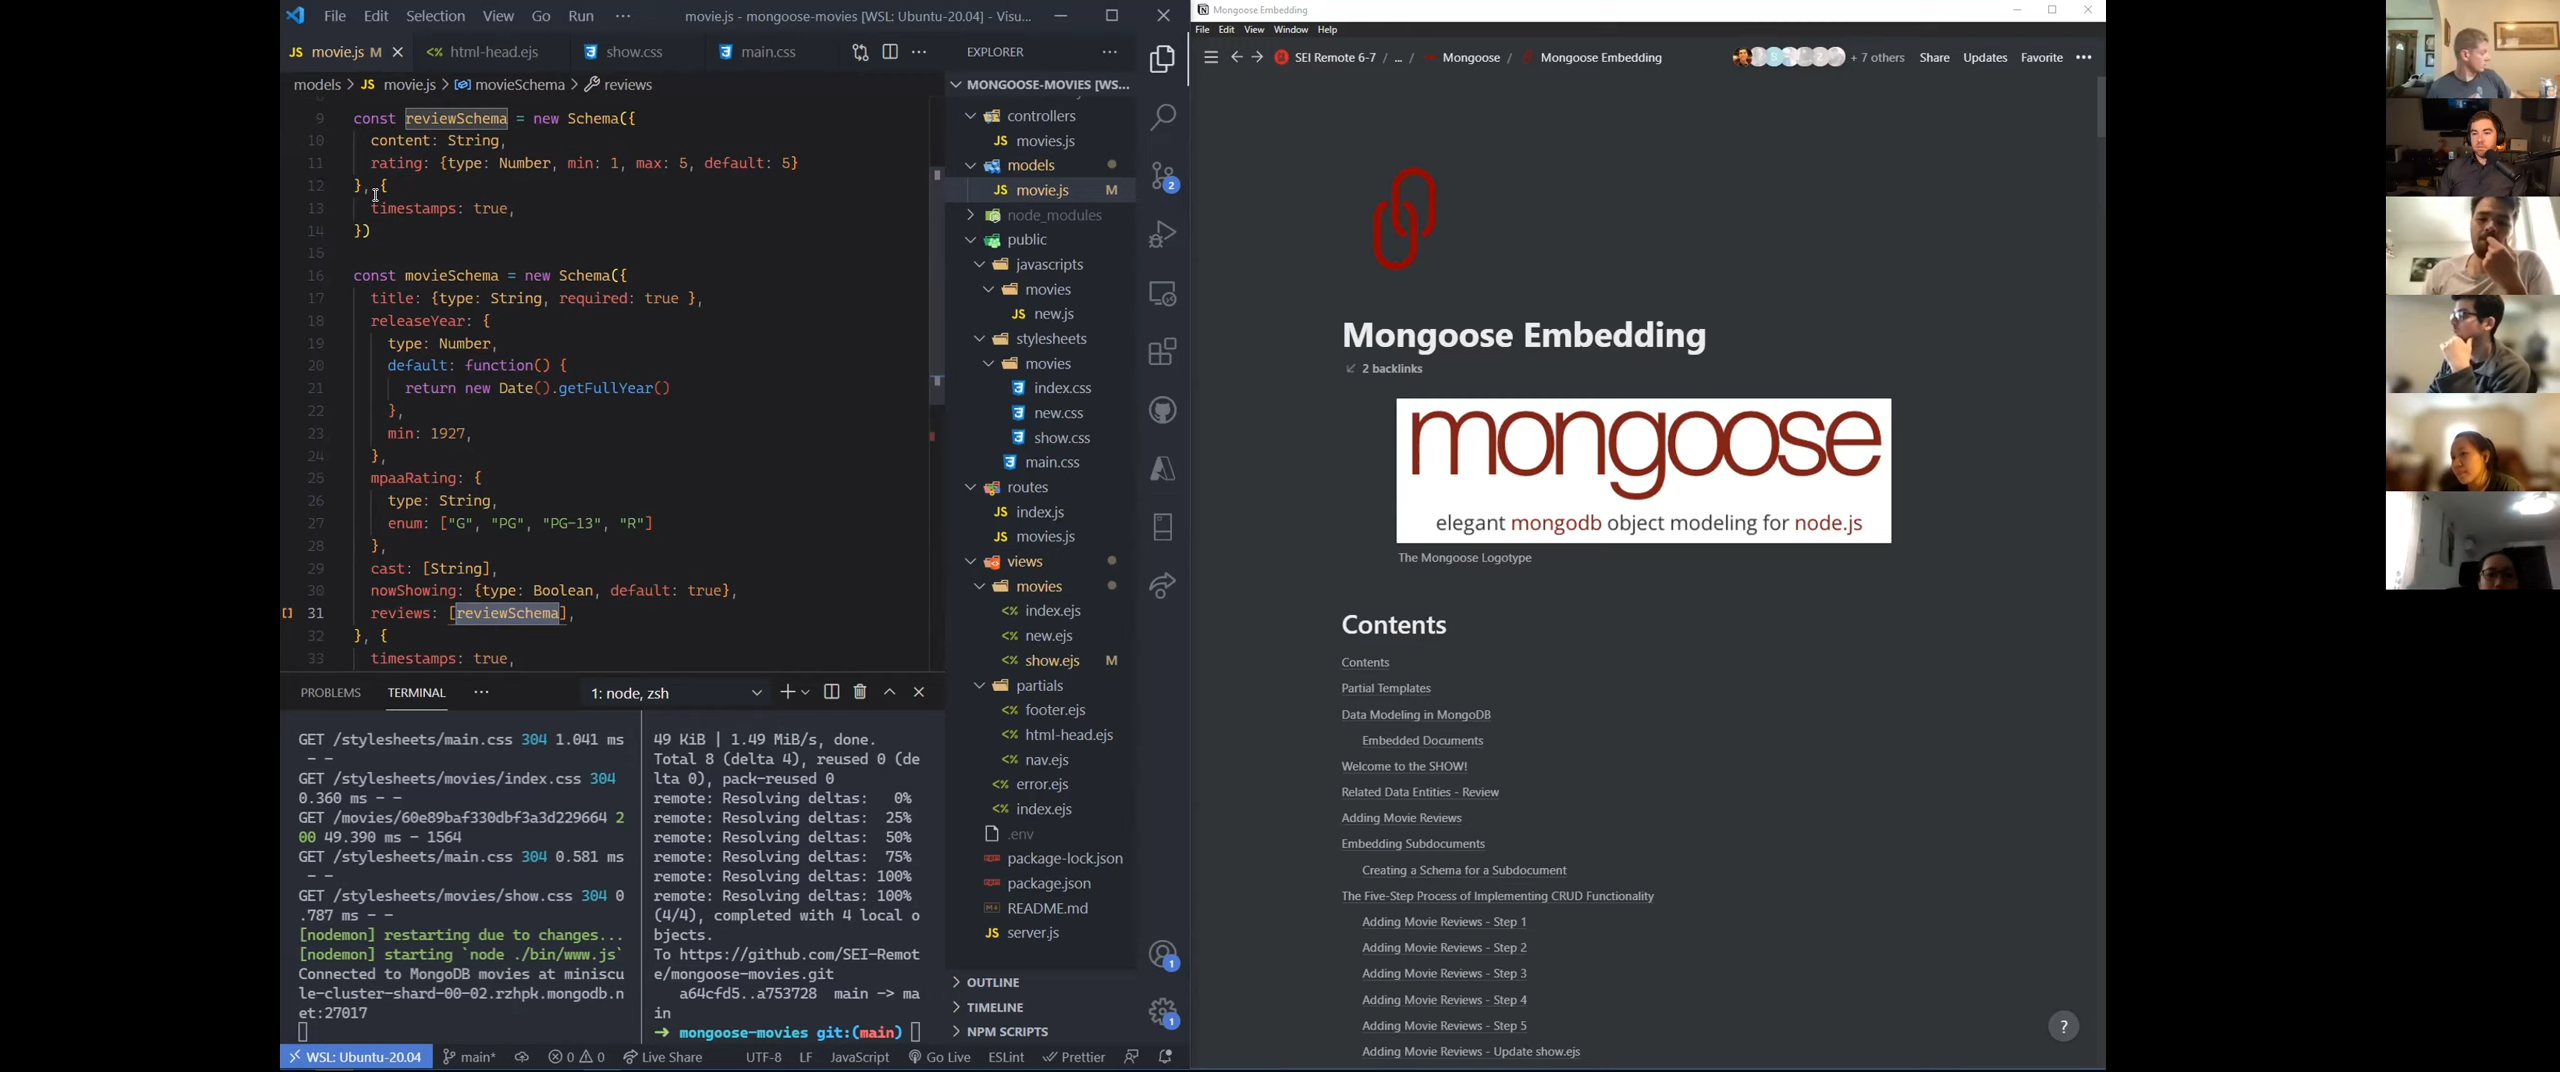 File Edit Selection View Go Run ··· movie.js - mongoose-movies [WSL: Ubuntu-20.04] - Visu...
JS movie.js M html-head.ejs show.css main.css
models > JS movie.js > movieSchema > reviews
9 const reviewSchema = new Schema({
10 content: String,
11 rating: {type: Number, min: 1, max: 5, default: 5}
12 }, {
13 timestamps: true,
14 })
15
16 const movieSchema = new Schema({
17 title: {type: String, required: true },
18 releaseYear: {
19 type: Number,
20 default: function() {
21 return new Date().getFullYear()
22 },
23 min: 1927,
24 },
25 mpaaRating: {
26 type: String,
27 enum: ["G", "PG", "PG-13", "R"]
28 },
29 cast: [String],
30 nowShowing: {type: Boolean, default: true},
31 reviews: [reviewSchema],
32 }, {
33 timestamps: true,
PROBLEMS TERMINAL ··· 1: node, zsh
GET /stylesheets/main.css 304 1.041 ms
- -
GET /stylesheets/movies/index.css 304
0.360 ms - -
GET /movies/60e89baf330dbf3a3d229664 2
00 49.390 ms - 1564
GET /stylesheets/main.css 304 0.581 ms
- -
GET /stylesheets/movies/show.css 304 0
.787 ms - -
[nodemon] restarting due to changes...
[nodemon] starting `node ./bin/www.js`
Connected to MongoDB movies at miniscu
le-cluster-shard-00-02.rzhpk.mongodb.n
et:27017
49 KiB | 1.49 MiB/s, done.
Total 8 (delta 4), reused 0 (de
lta 0), pack-reused 0
remote: Resolving deltas: 0%
remote: Resolving deltas: 25%
remote: Resolving deltas: 50%
remote: Resolving deltas: 75%
remote: Resolving deltas: 100%
remote: Resolving deltas: 100%
(4/4), completed with 4 local o
bjects.
To https://github.com/SEI-Remot
e/mongoose-movies.git
a64cfd5..a753728 main -> ma
in
→ mongoose-movies git:(main)
WSL: Ubuntu-20.04 main* 0 0 Live Share UTF-8 LF JavaScript Go Live ESLint Prettier
EXPLORER ···
MONGOOSE-MOVIES [WS...
controllers
JS movies.js
models
JS movie.js M
node_modules
public
javascripts
movies
JS new.js
stylesheets
movies
index.css
new.css
show.css
main.css
routes
JS index.js
JS movies.js
views
movies
index.ejs
new.ejs
show.ejs M
partials
footer.ejs
html-head.ejs
nav.ejs
error.ejs
index.ejs
.env
package-lock.json
package.json
README.md
JS server.js
OUTLINE
TIMELINE
NPM SCRIPTS
2
1
1
Mongoose Embedding
File Edit View Window Help
SEI Remote 6-7 / ... / Mongoose / Mongoose Embedding + 7 others Share Updates Favorite •••
Mongoose Embedding
2 backlinks
mongoose
elegant mongodb object modeling for node.js
The Mongoose Logotype
Contents
Contents
Partial Templates
Data Modeling in MongoDB
Embedded Documents
Welcome to the SHOW!
Related Data Entities - Review
Adding Movie Reviews
Embedding Subdocuments
Creating a Schema for a Subdocument
The Five-Step Process of Implementing CRUD Functionality
Adding Movie Reviews - Step 1
Adding Movie Reviews - Step 2
Adding Movie Reviews - Step 3
Adding Movie Reviews - Step 4
Adding Movie Reviews - Step 5
Adding Movie Reviews - Update show.ejs
?